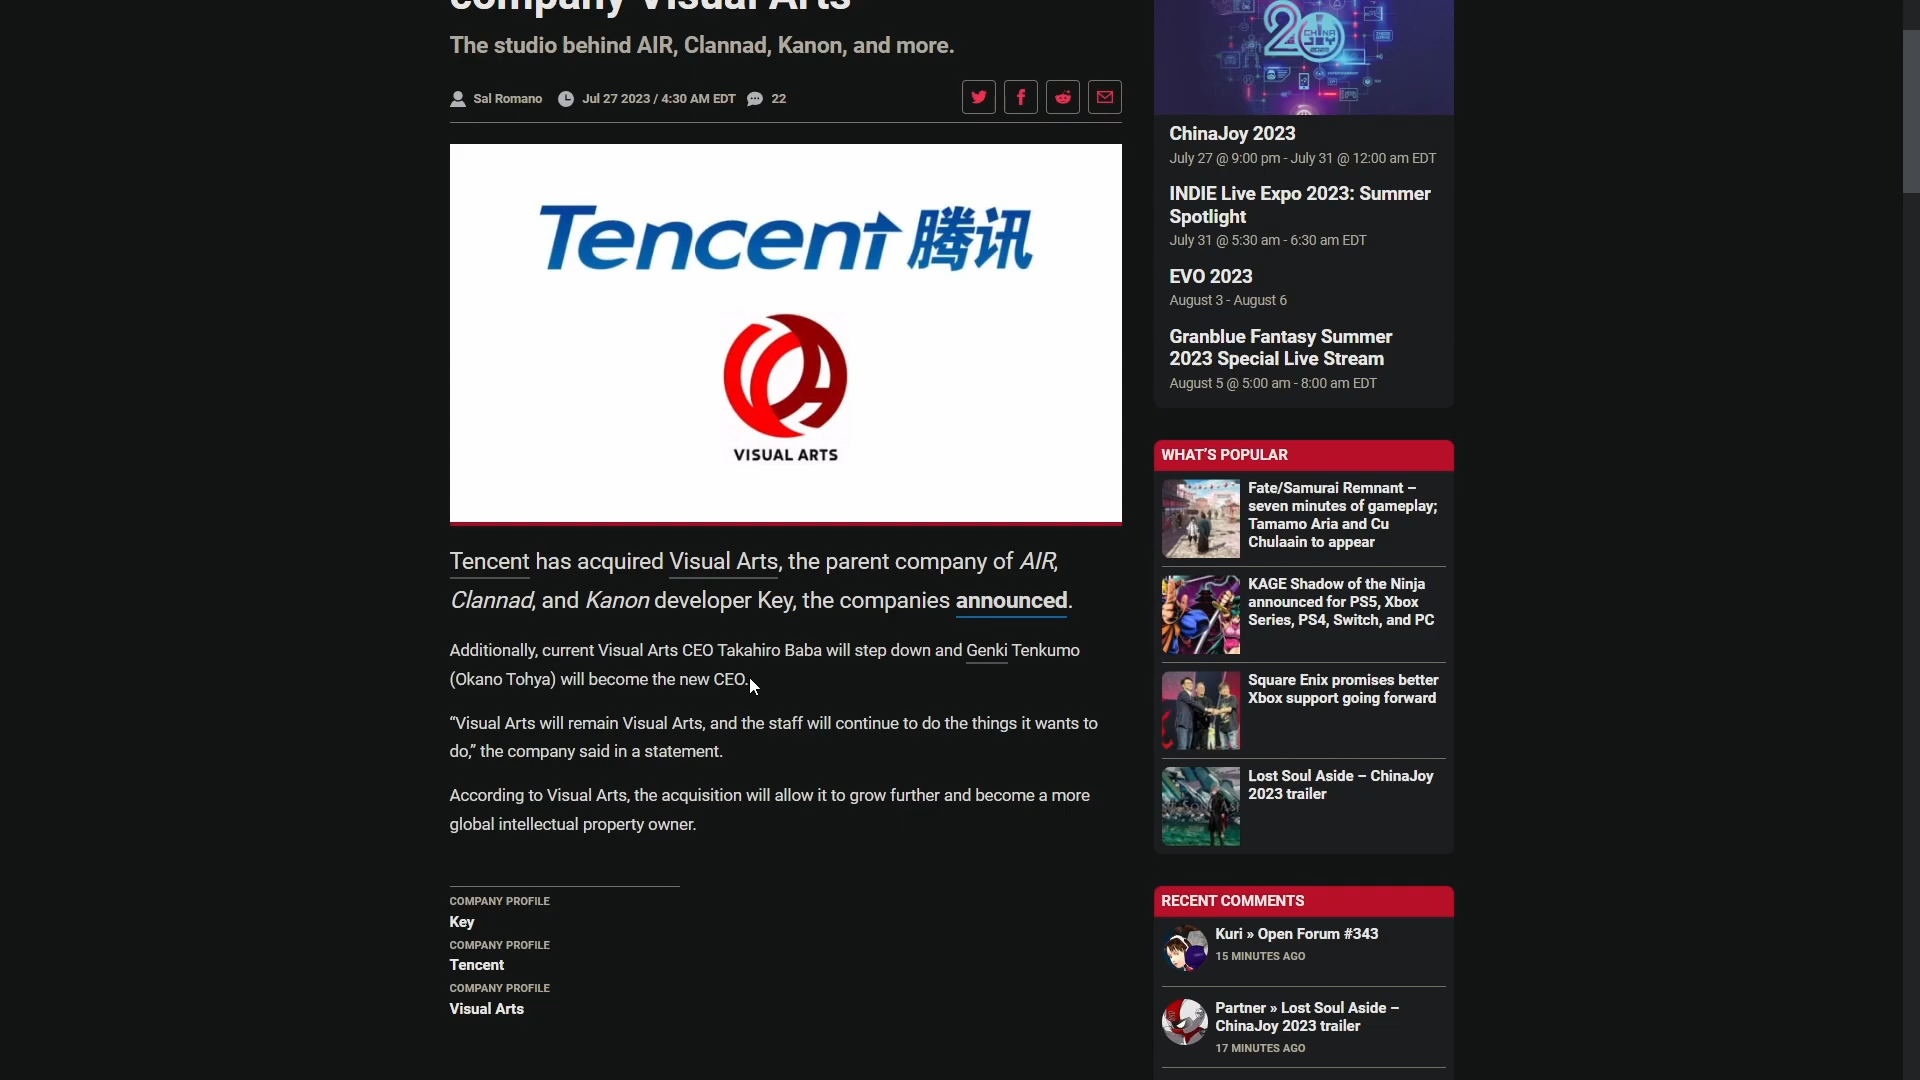 company Visual Arts
The studio behind AIR, Clannad, Kanon, and more.
Sal Romano Jul 27 2023 / 4:30 AM EDT 22
Tencent 腾讯
VISUAL ARTS
Tencent has acquired Visual Arts, the parent company of AIR,
Clannad, and Kanon developer Key, the companies announced.
Additionally, current Visual Arts CEO Takahiro Baba will step down and Genki Tenkumo
(Okano Tohya) will become the new CEO.
“Visual Arts will remain Visual Arts, and the staff will continue to do the things it wants to
do,” the company said in a statement.
According to Visual Arts, the acquisition will allow it to grow further and become a more
global intellectual property owner.
COMPANY PROFILE
Key
COMPANY PROFILE
Tencent
COMPANY PROFILE
Visual Arts
20
CHINA
JOY
ChinaJoy 2023
July 27 @ 9:00 pm - July 31 @ 12:00 am EDT
INDIE Live Expo 2023: Summer
Spotlight
July 31 @ 5:30 am - 6:30 am EDT
EVO 2023
August 3 - August 6
Granblue Fantasy Summer
2023 Special Live Stream
August 5 @ 5:00 am - 8:00 am EDT
WHAT'S POPULAR
Fate/Samurai Remnant –
seven minutes of gameplay;
Tamamo Aria and Cu
Chulaain to appear
KAGE Shadow of the Ninja
announced for PS5, Xbox
Series, PS4, Switch, and PC
Square Enix promises better
Xbox support going forward
Lost Soul Aside – ChinaJoy
2023 trailer
RECENT COMMENTS
Kuri » Open Forum #343
15 MINUTES AGO
Partner » Lost Soul Aside –
ChinaJoy 2023 trailer
17 MINUTES AGO